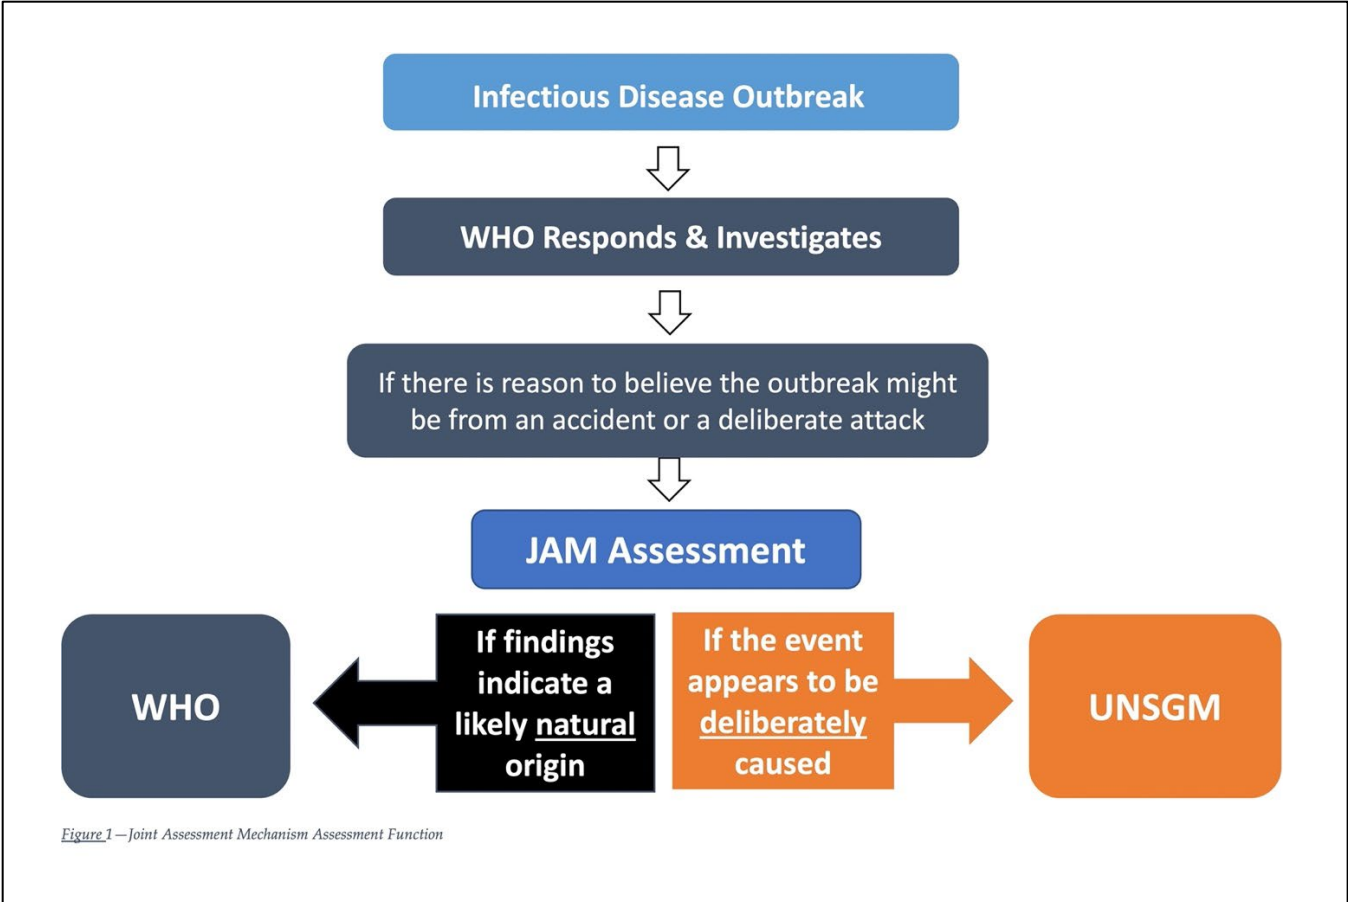 Infectious Disease Outbreak
WHO Responds & Investigates
If there is reason to believe the outbreak might
be from an accident or a deliberate attack
JAM Assessment
WHO
If findings
indicate a
likely natural
origin
If the event
appears to be
deliberately
caused
UNSGM
Figure 1—Joint Assessment Mechanism Assessment Function